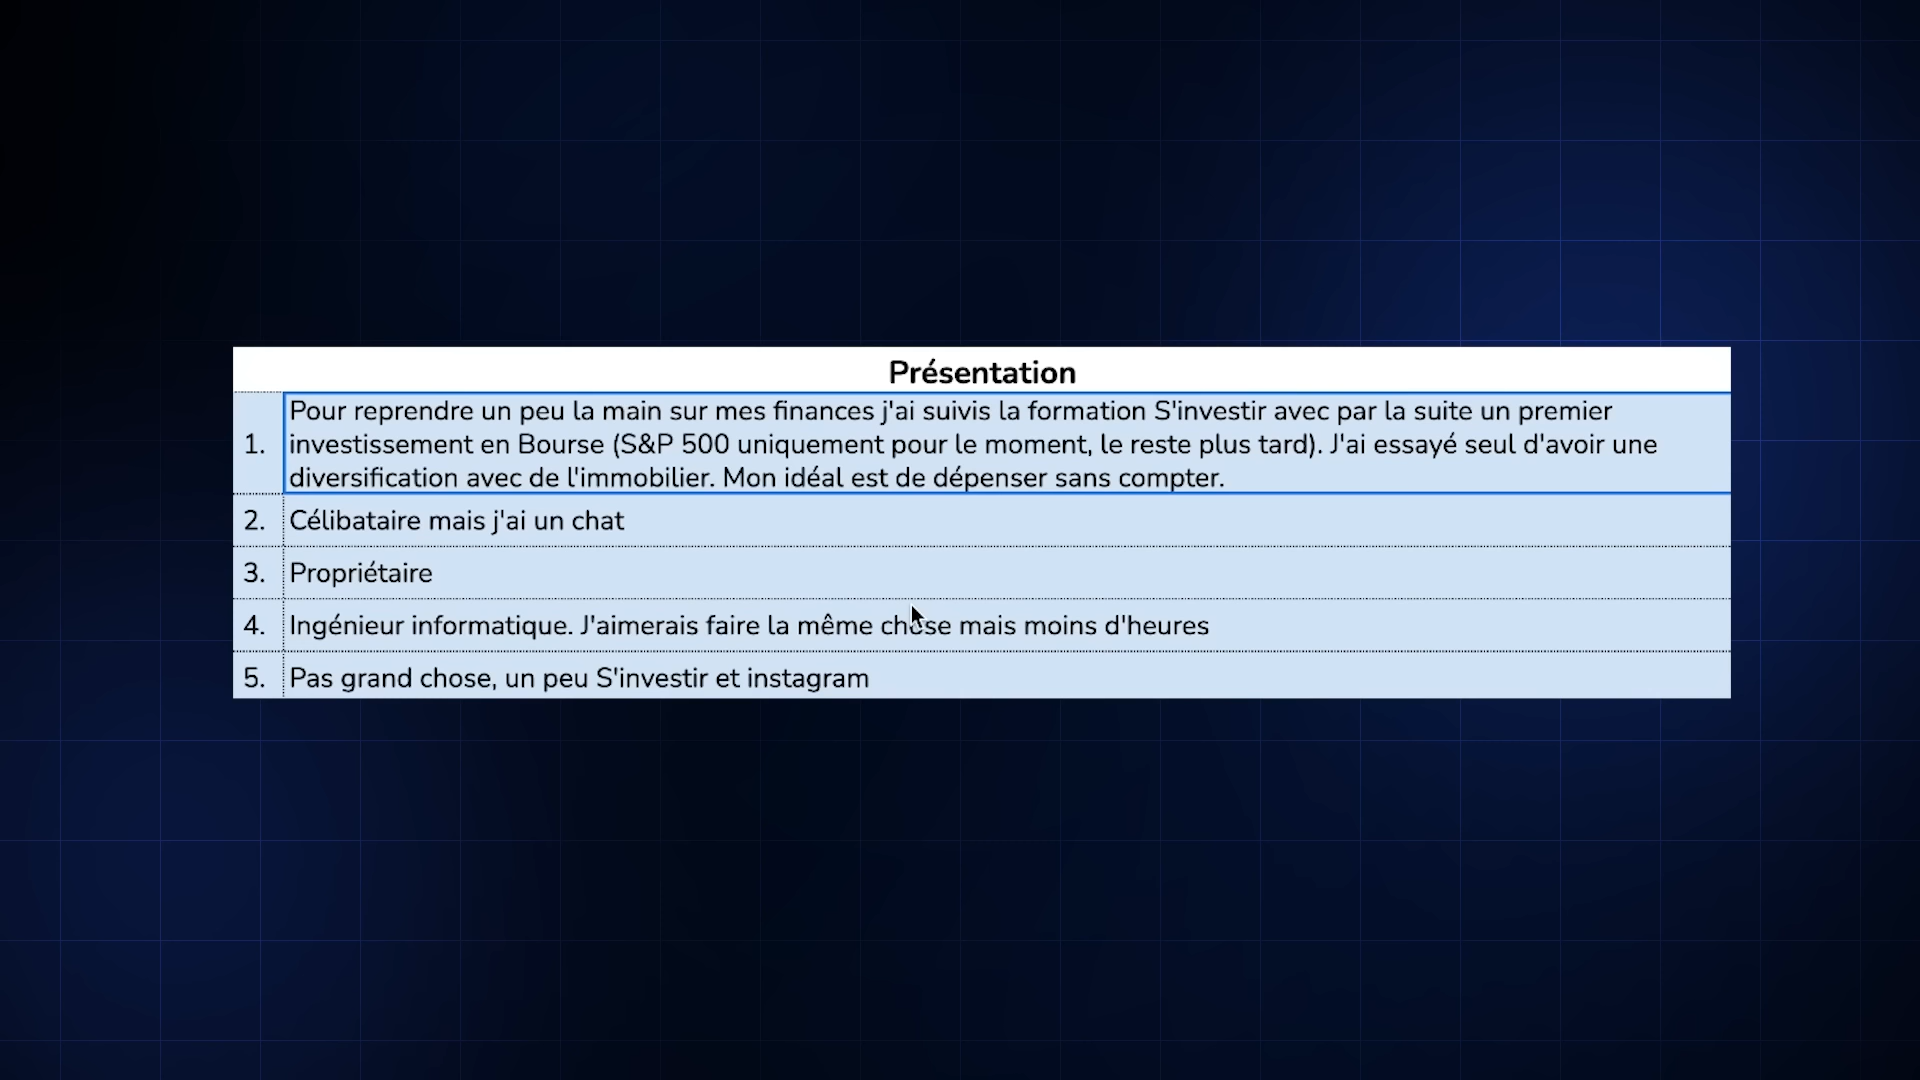 Présentation
1. Pour reprendre un peu la main sur mes finances j'ai suivis la formation S'investir avec par la suite un premier
investissement en Bourse (S&P 500 uniquement pour le moment, le reste plus tard). J'ai essayé seul d'avoir une
diversification avec de l'immobilier. Mon idéal est de dépenser sans compter.
2. Célibataire mais j'ai un chat
3. Propriétaire
4. Ingénieur informatique. J'aimerais faire la même chose mais moins d'heures
5. Pas grand chose, un peu S'investir et instagram